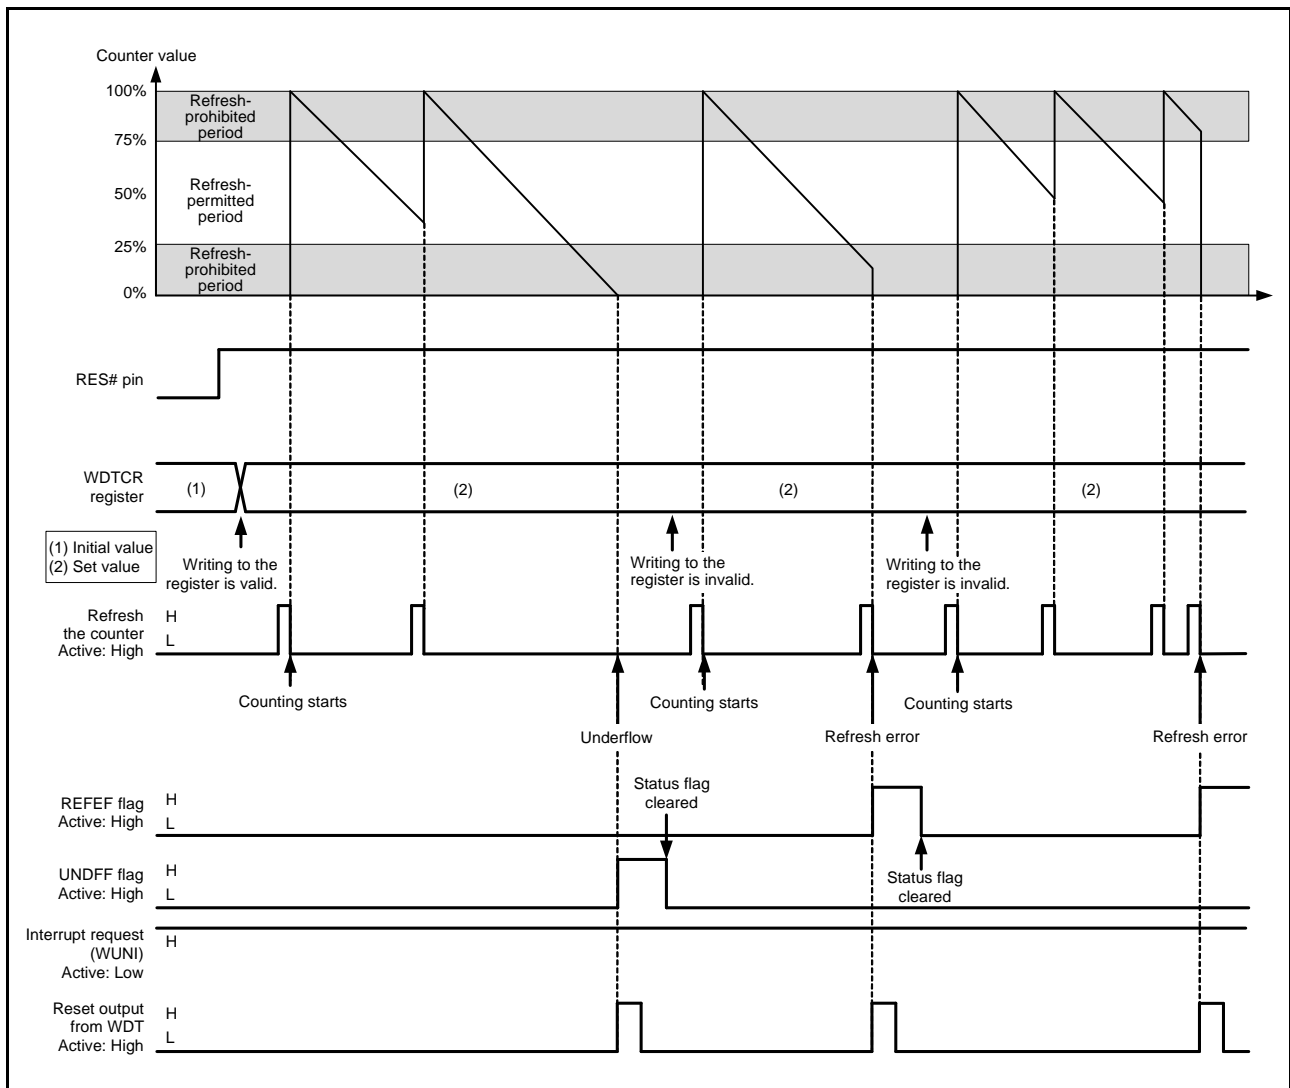 Counter value
100%
Refresh-
prohibited
period
75%
Refresh-
permitted
period
50%
25%
Refresh-
prohibited
period
0%
RES# pin
WDTCR
register
(1)
(2)
(2)
(2)
(1) Initial value
(2) Set value
Writing to the
register is valid.
Writing to the
register is invalid.
Writing to the
register is invalid.
Refresh
the counter
Active: High
H
L
Counting starts
Counting starts
Counting starts
Underflow
Refresh error
Refresh error
Status flag
cleared
REFEF flag
Active: High
H
L
UNDFF flag
Active: High
H
L
Status flag
cleared
Interrupt request
(WUNI)
Active: Low
H
Reset output
from WDT
Active: High
H
L